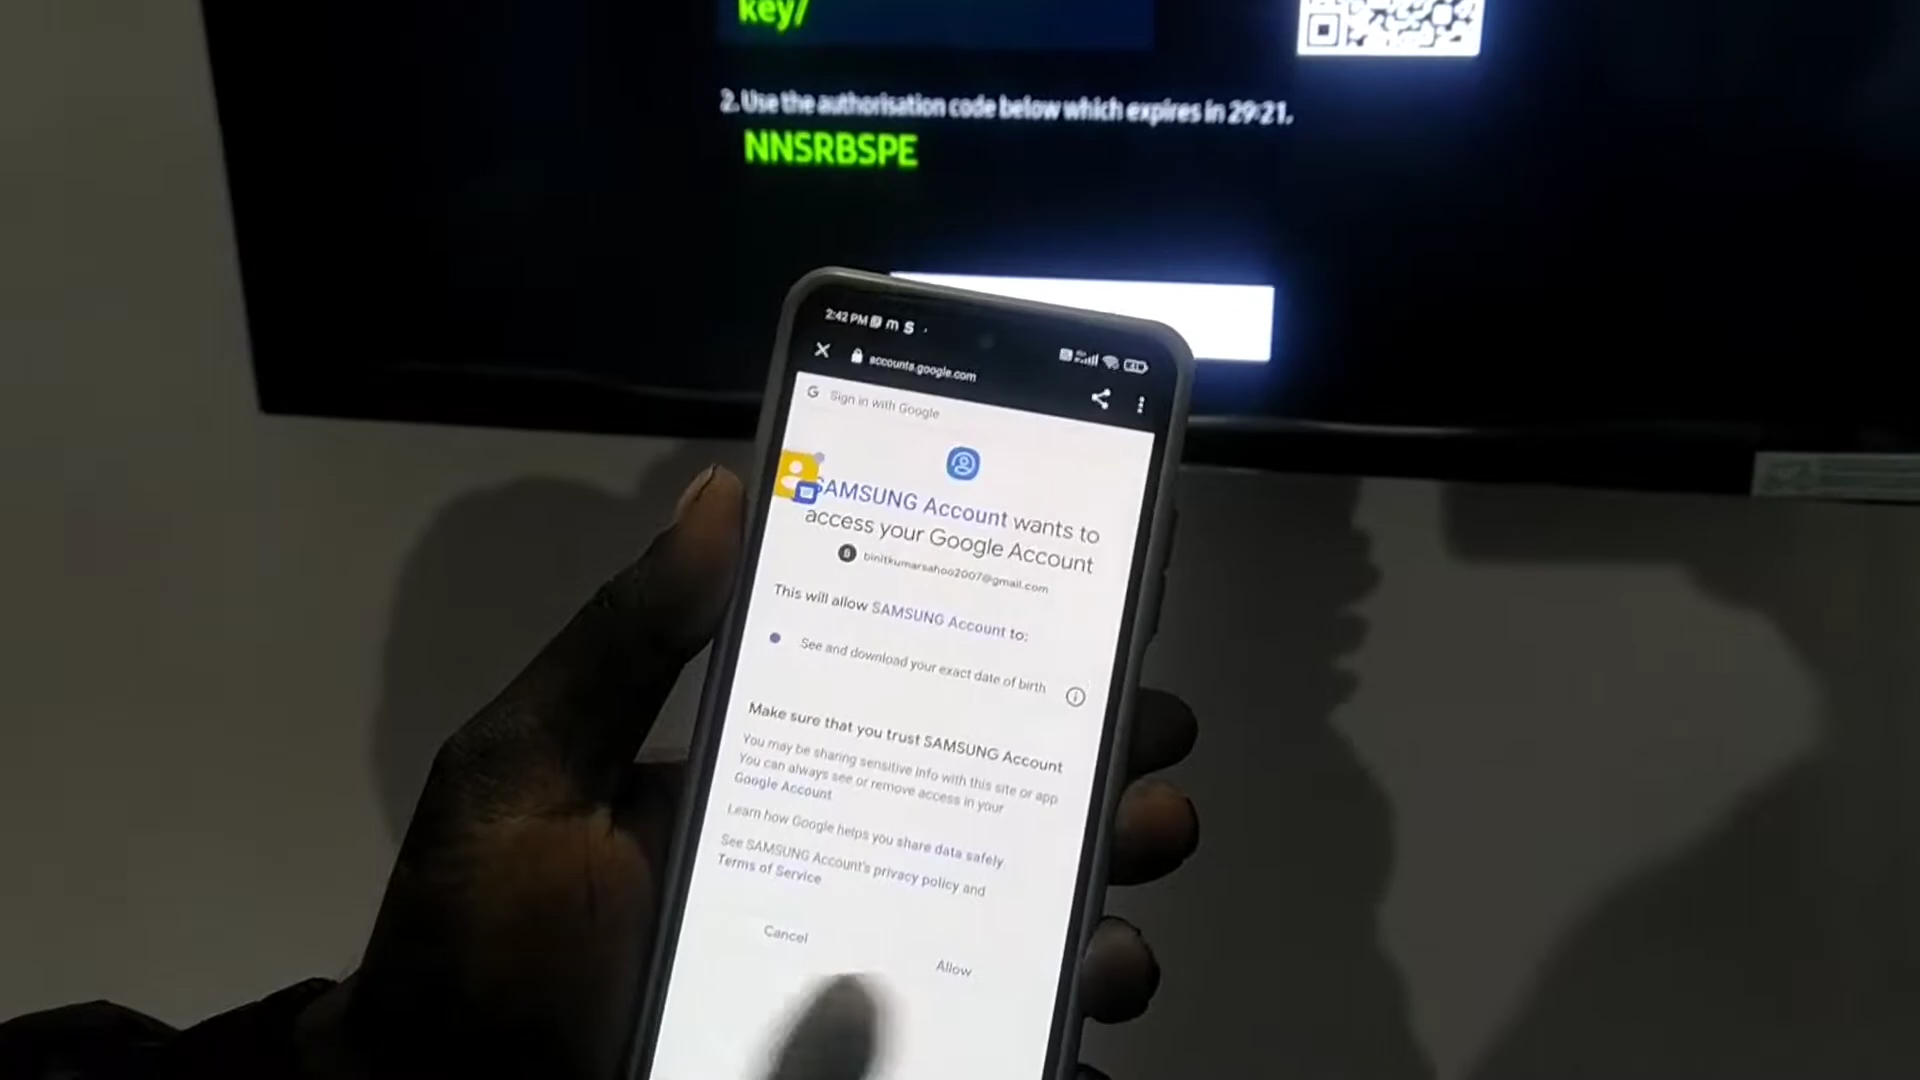 key/
2. Use the authorisation code below which expires in 29:21.
NNSRBSPE
2:42 PM
accounts.google.com
Sign in with Google
SAMSUNG Account wants to
access your Google Account
binitkumarsahoo2007@gmail.com
This will allow SAMSUNG Account to:
See and download your exact date of birth
Make sure that you trust SAMSUNG Account
You may be sharing sensitive info with this site or app
You can always see or remove access in your
Google Account
Learn how Google helps you share data safely.
See SAMSUNG Account's privacy policy and
Terms of Service
Cancel
Allow